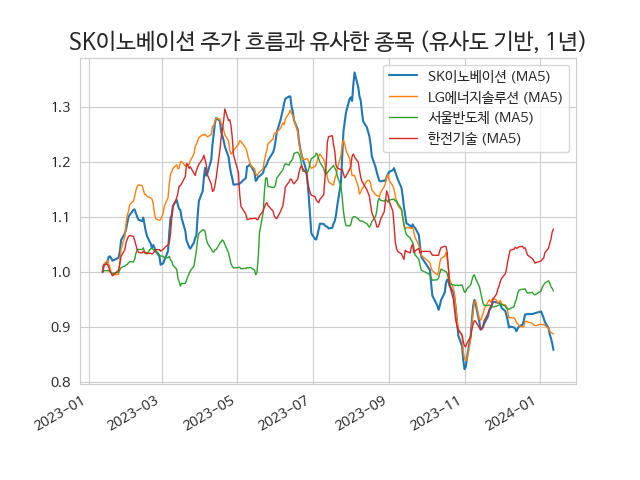 SK이노베이션 주가 흐름과 유사한 종목 (유사도 기반, 1년)
SK이노베이션 (MA5)
LG에너지솔루션 (MA5)
서울반도체 (MA5)
한전기술 (MA5)
1.3
1.2
1.1
1.0
0.9
0.8
2023-01
2023-03
2023-05
2023-07
2023-09
2023-11
2024-01